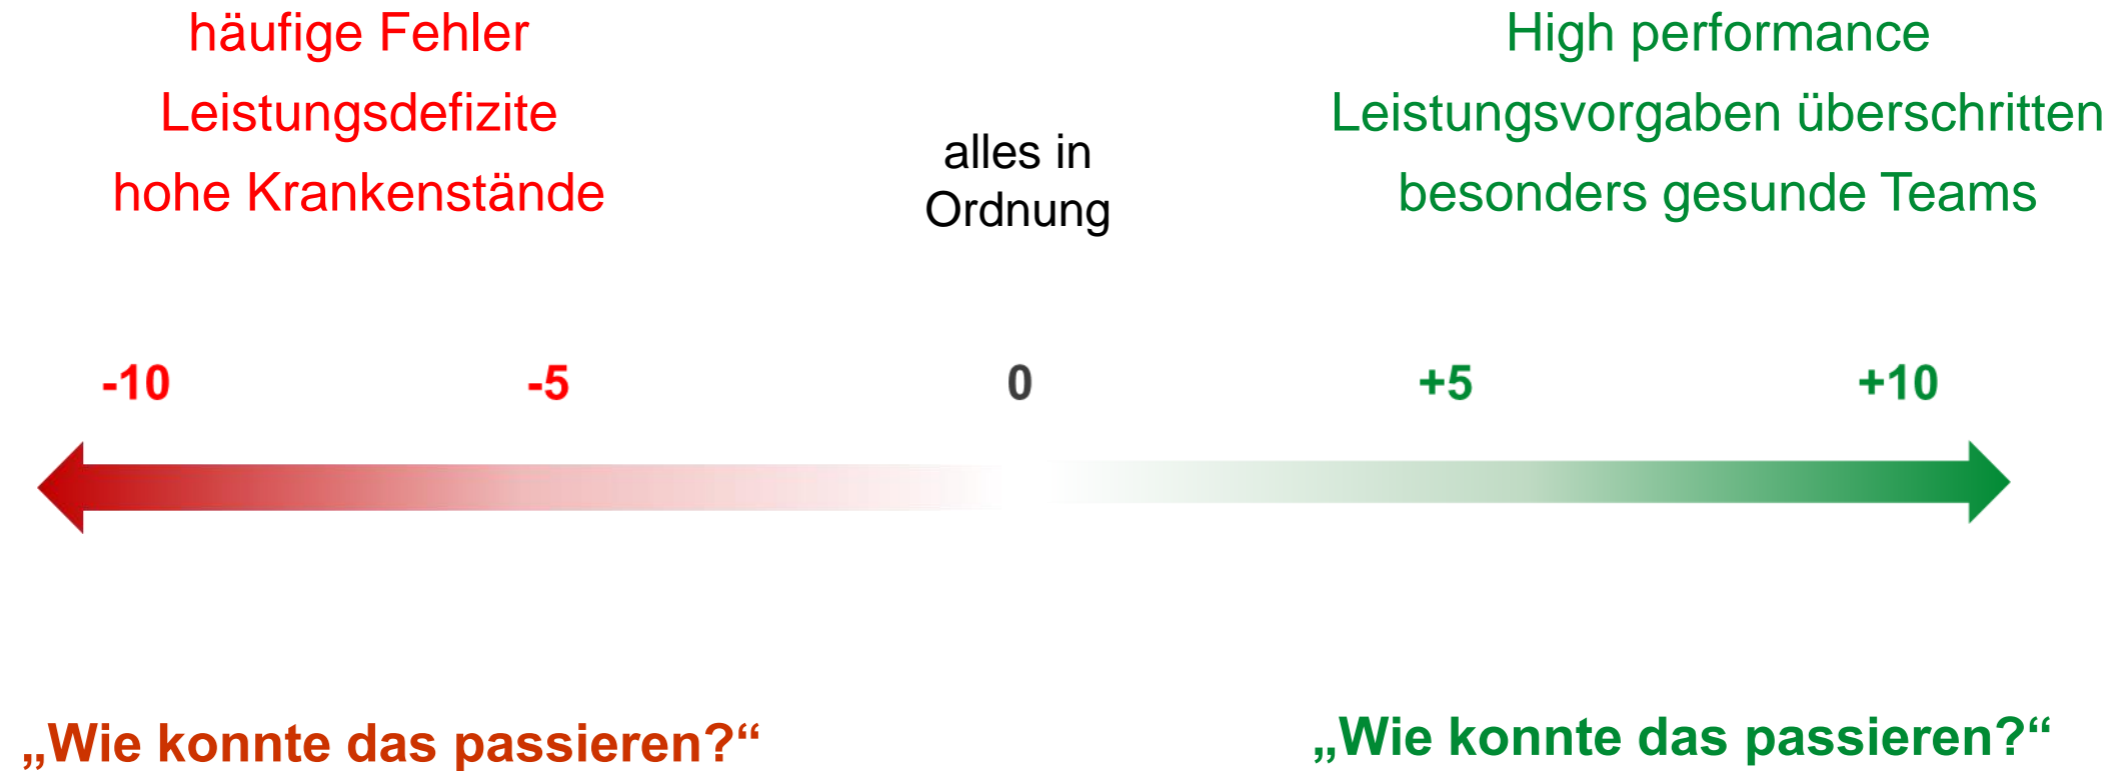 häufige Fehler
Leistungsdefizite
hohe Krankenstände
alles in
Ordnung
High performance
Leistungsvorgaben überschritten
besonders gesunde Teams
-10 -5 0 +5 +10
„Wie konnte das passieren?“
„Wie konnte das passieren?“